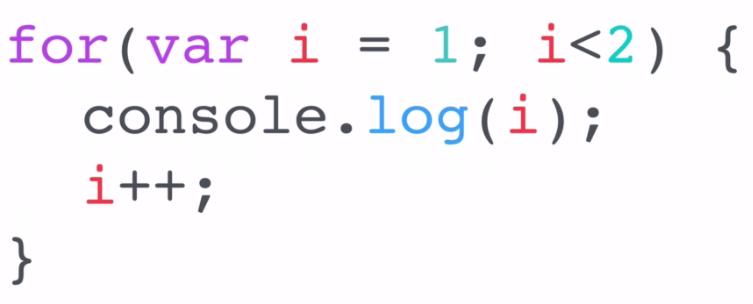 for(var i = 1; i<2) {
  console.log(i);
  i++;
}